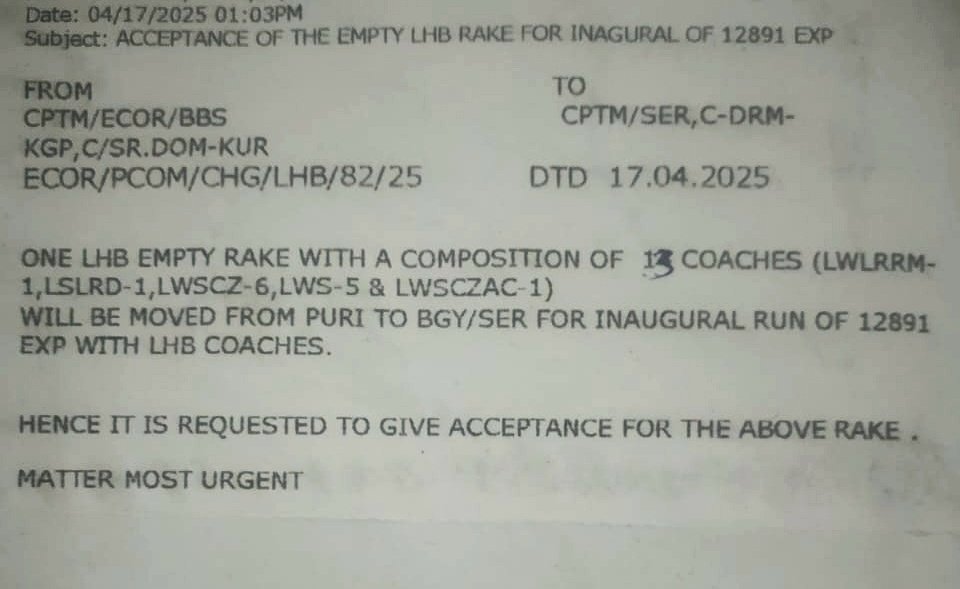 Date: 04/17/2025 01:03PM
Subject: ACCEPTANCE OF THE EMPTY LHB RAKE FOR INAGURAL OF 12891 EXP
FROM TO
CPTM/ECOR/BBS CPTM/SER,C-DRM-
KGP,C/SR.DOM-KUR
ECOR/PCOM/CHG/LHB/82/25 DTD 17.04.2025
ONE LHB EMPTY RAKE WITH A COMPOSITION OF 13 COACHES (LWLRRM-
1,LSLRD-1,LWSCZ-6,LWS-5 & LWSCZAC-1)
WILL BE MOVED FROM PURI TO BGY/SER FOR INAUGURAL RUN OF 12891
EXP WITH LHB COACHES.
HENCE IT IS REQUESTED TO GIVE ACCEPTANCE FOR THE ABOVE RAKE .
MATTER MOST URGENT